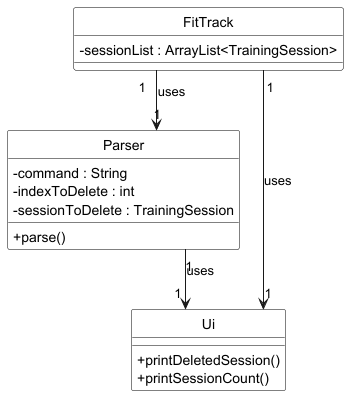 FitTrack
-sessionList : ArrayList<TrainingSession>
1
1
uses
1
uses
Parser
-command : String
-indexToDelete : int
-sessionToDelete : TrainingSession
+parse()
1
uses
1
1
Ui
+printDeletedSession()
+printSessionCount()